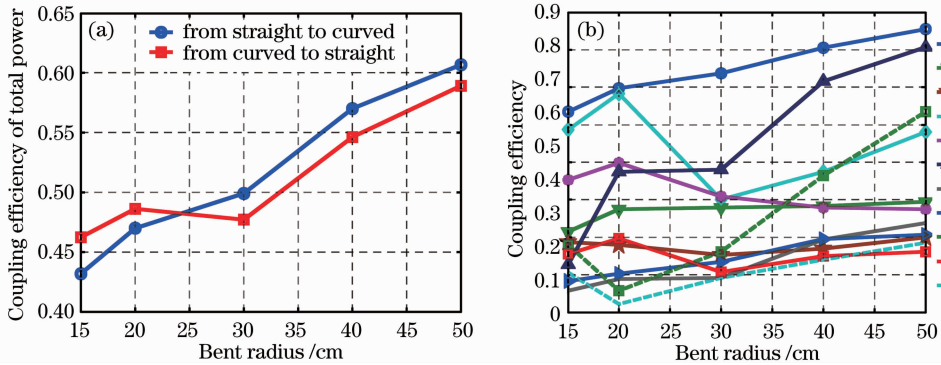 Coupling efficiency of total power
0.65
0.60
0.55
0.50
0.45
0.40
(a)
from straight to curved
from curved to straight
15 20 25 30 35 40 45 50
Bent radius /cm
Coupling efficiency
0.9
0.8
0.7
0.6
0.5
0.4
0.3
0.2
0.1
0
(b)
15 20 25 30 35 40 45 50
Bent radius /cm